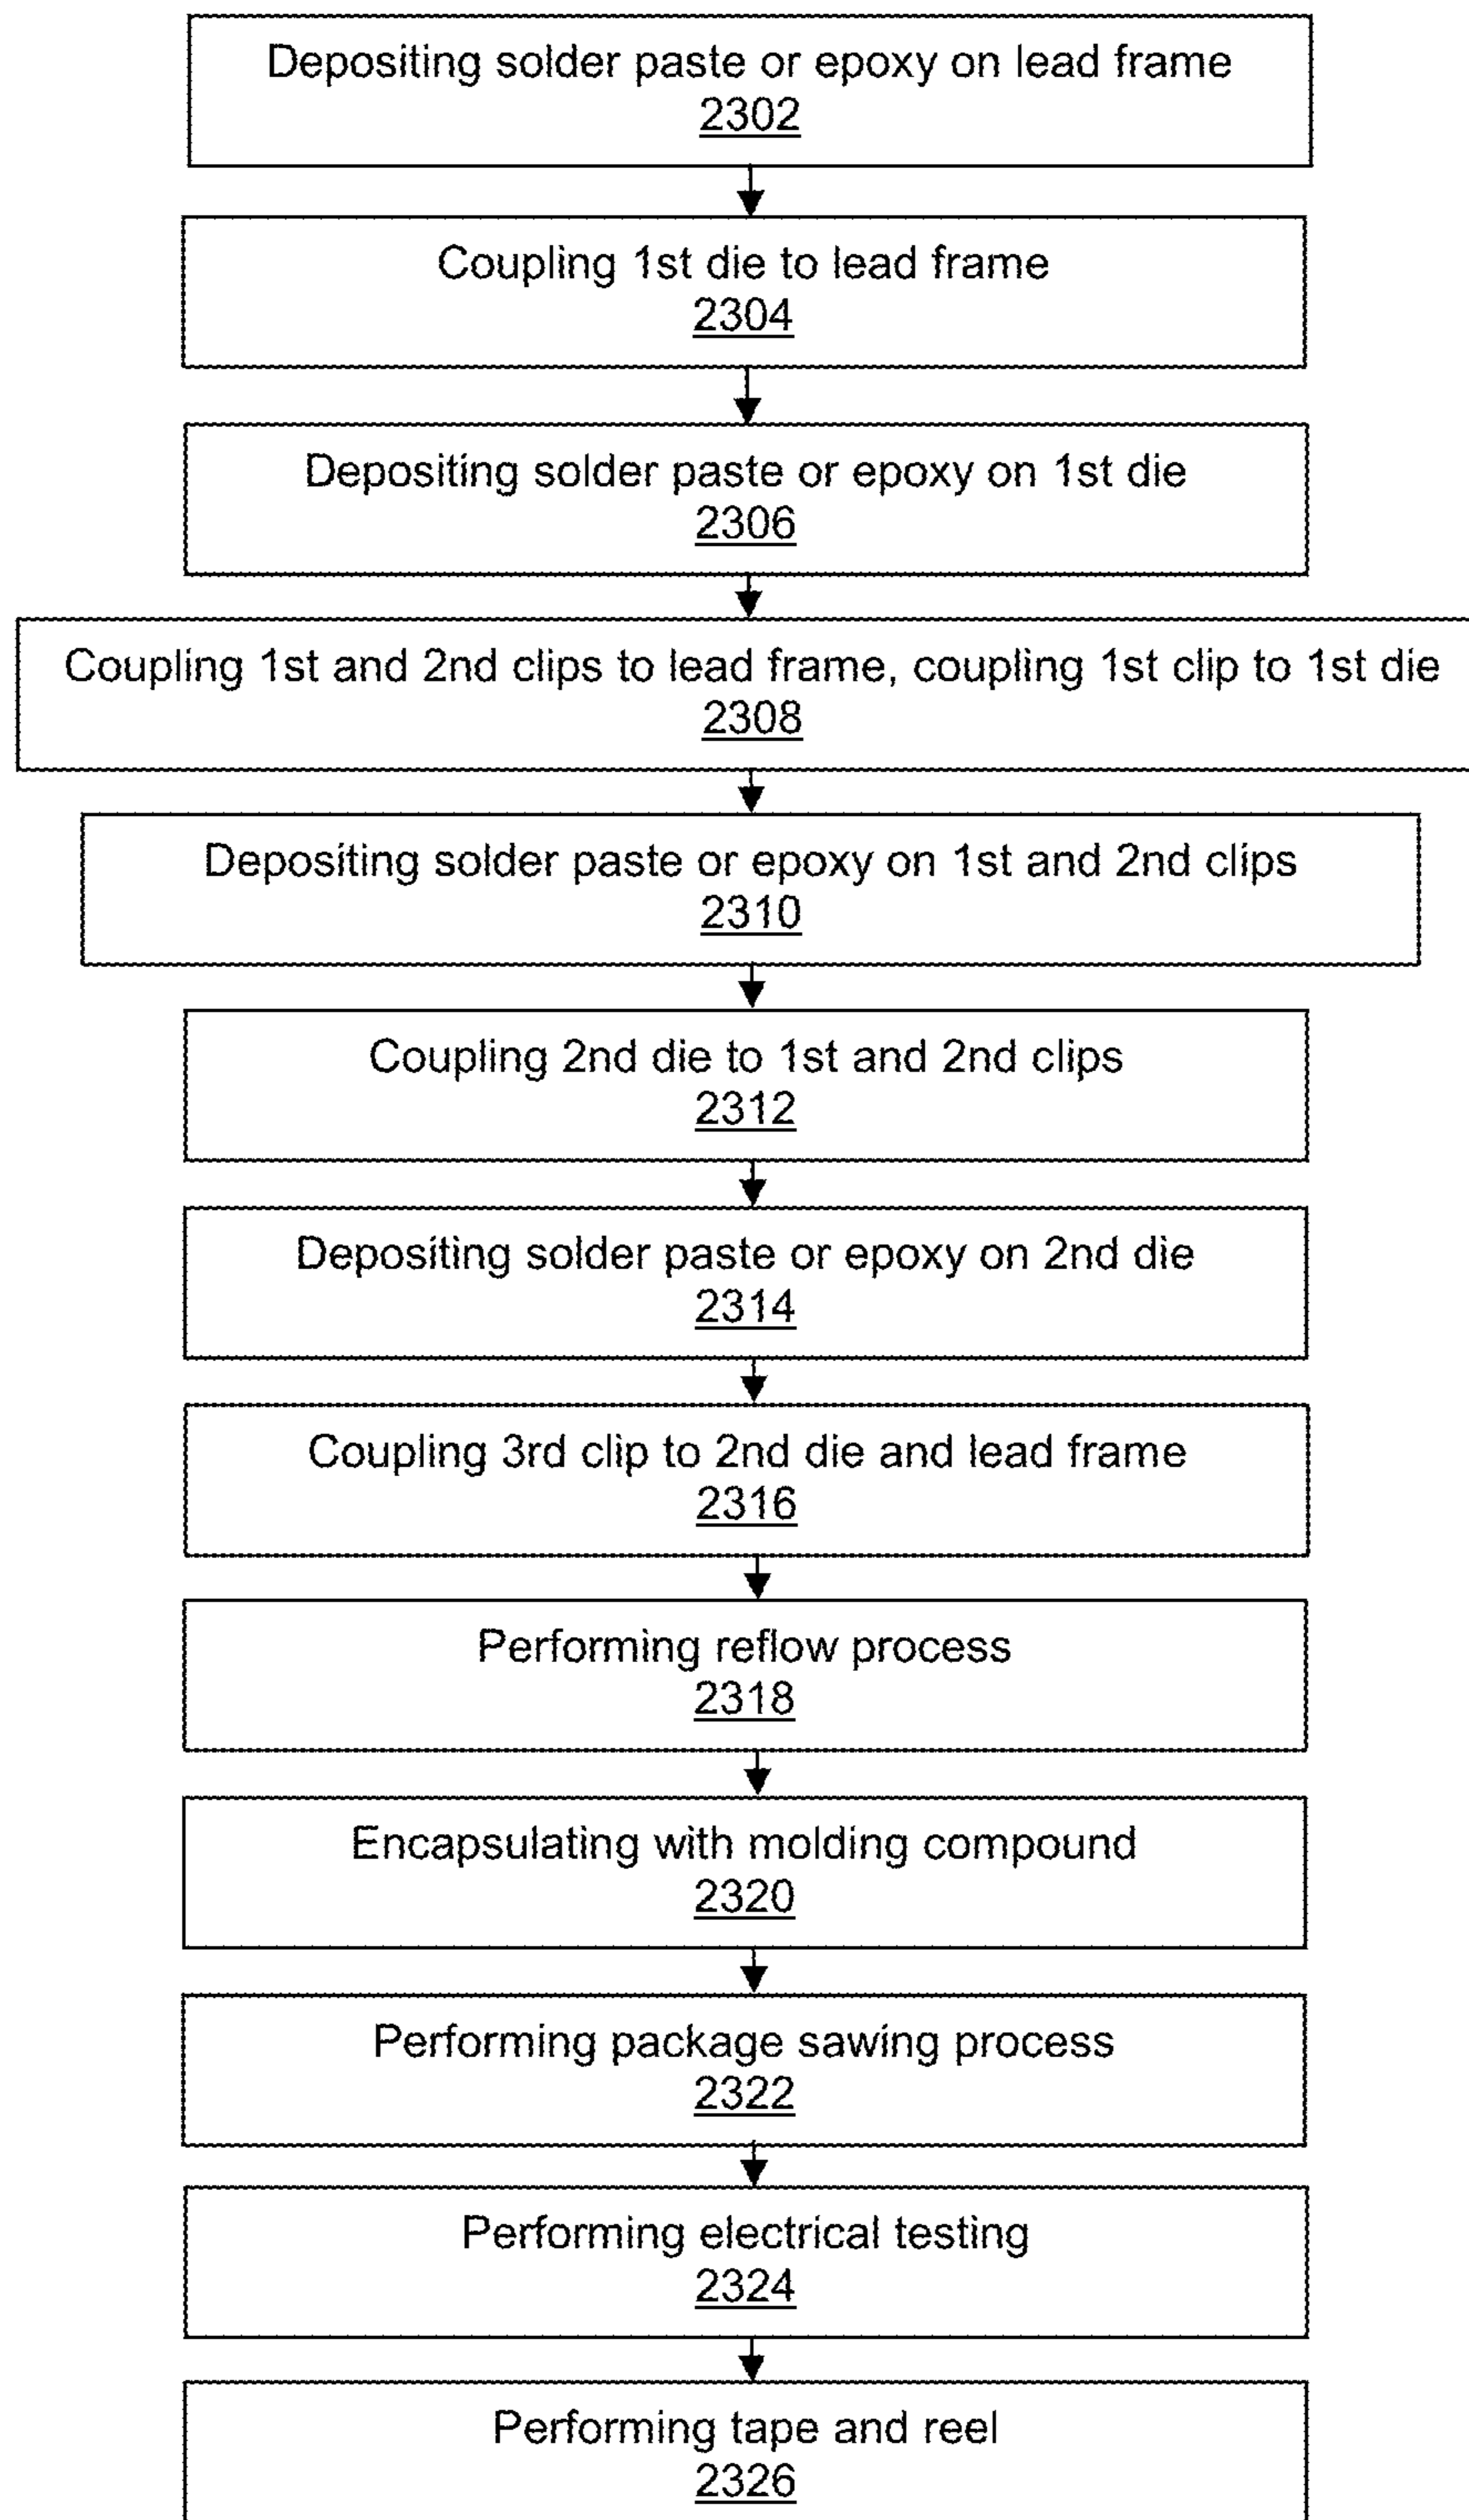 Depositing solder paste or epoxy on lead frame
2302
Coupling 1st die to lead frame
2304
Depositing solder paste or epoxy on 1st die
2306
Coupling 1st and 2nd clips to lead frame, coupling 1st clip to 1st die
2308
Depositing solder paste or epoxy on 1st and 2nd clips
2310
Coupling 2nd die to 1st and 2nd clips
2312
Depositing solder paste or epoxy on 2nd die
2314
Coupling 3rd clip to 2nd die and lead frame
2316
Performing reflow process
2318
Encapsulating with molding compound
2320
Performing package sawing process
2322
Performing electrical testing
2324
Performing tape and reel
2326